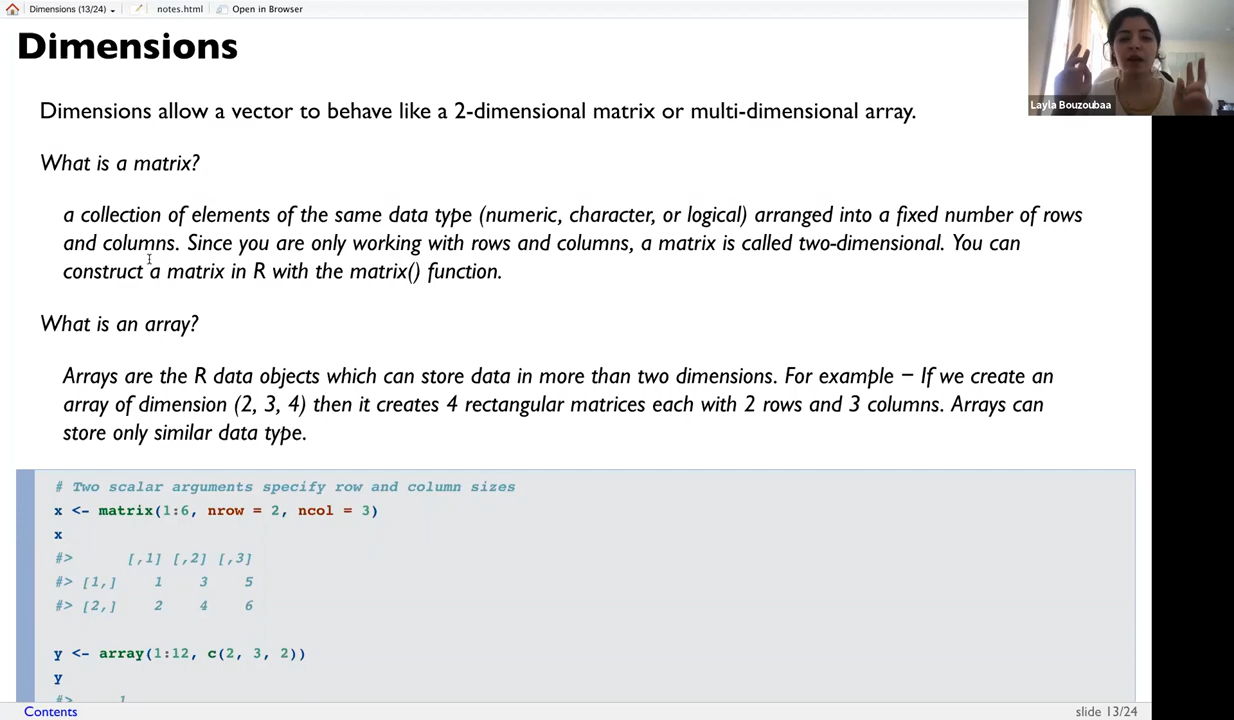 Dimensions (13/24)
notes.html
Open in Browser
Dimensions
Layla Bouzoubaa
Dimensions allow a vector to behave like a 2-dimensional matrix or multi-dimensional array.
What is a matrix?
a collection of elements of the same data type (numeric, character, or logical) arranged into a fixed number of rows
and columns. Since you are only working with rows and columns, a matrix is called two-dimensional. You can
construct a matrix in R with the matrix() function.
What is an array?
Arrays are the R data objects which can store data in more than two dimensions. For example − If we create an
array of dimension (2, 3, 4) then it creates 4 rectangular matrices each with 2 rows and 3 columns. Arrays can
store only similar data type.
# Two scalar arguments specify row and column sizes
x <- matrix(1:6, nrow = 2, ncol = 3)
x
#>      [,1] [,2] [,3]
#> [1,]    1    3    5
#> [2,]    2    4    6
y <- array(1:12, c(2, 3, 2))
y
Contents
slide 13/24